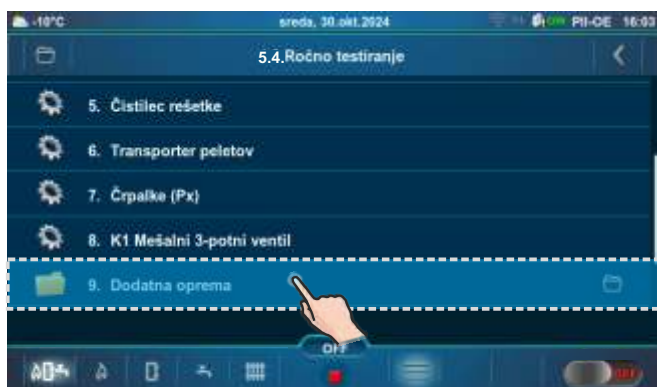 -10°C sreda, 30.okt.2024 PII-OE 16:03
5.4.Ročno testiranje
5. Čistilec rešetke
6. Transporter peletov
7. Črpalke (Px)
8. K1 Mešalni 3-potni ventil
9. Dodatna oprema
OFF
OFF